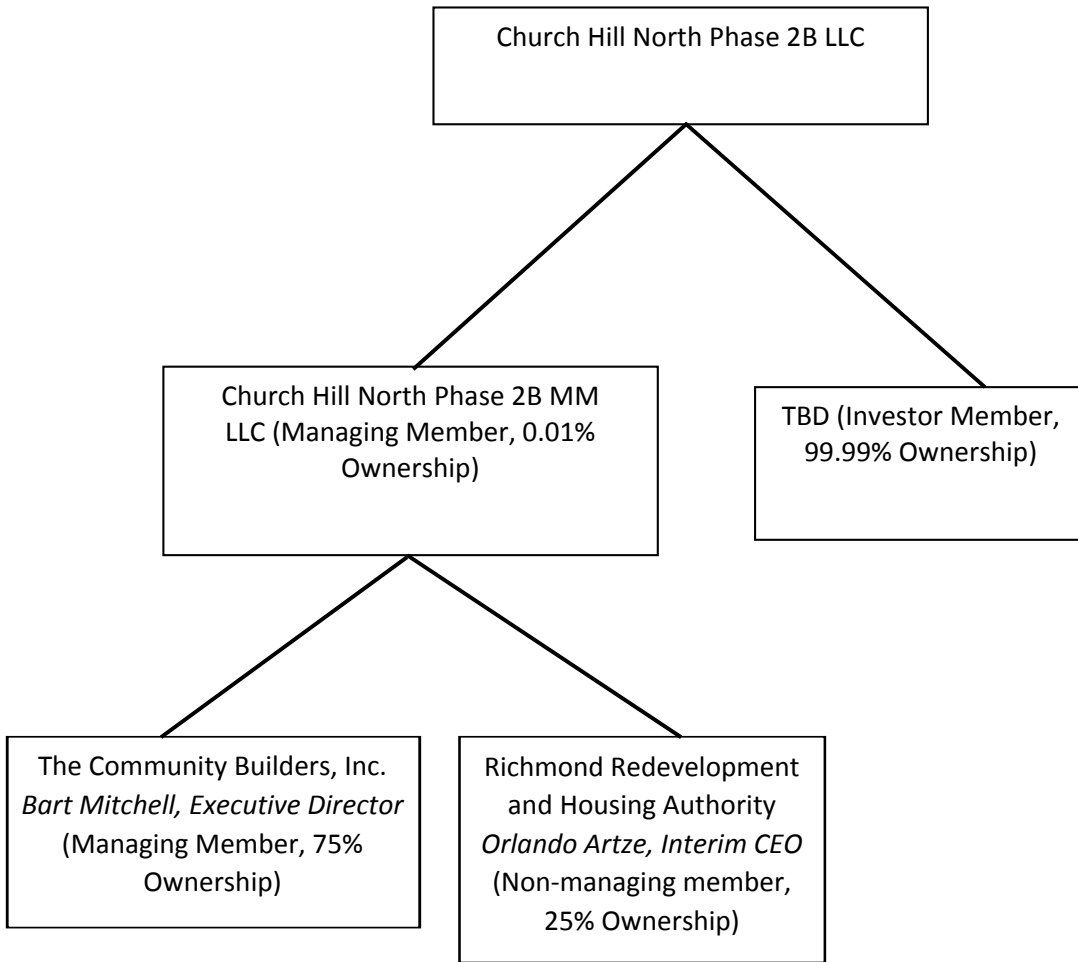 Church Hill North Phase 2B LLC
Church Hill North Phase 2B MM
LLC (Managing Member, 0.01%
Ownership)
TBD (Investor Member,
99.99% Ownership)
The Community Builders, Inc.
Bart Mitchell, Executive Director
(Managing Member, 75%
Ownership)
Richmond Redevelopment
and Housing Authority
Orlando Artze, Interim CEO
(Non-managing member,
25% Ownership)